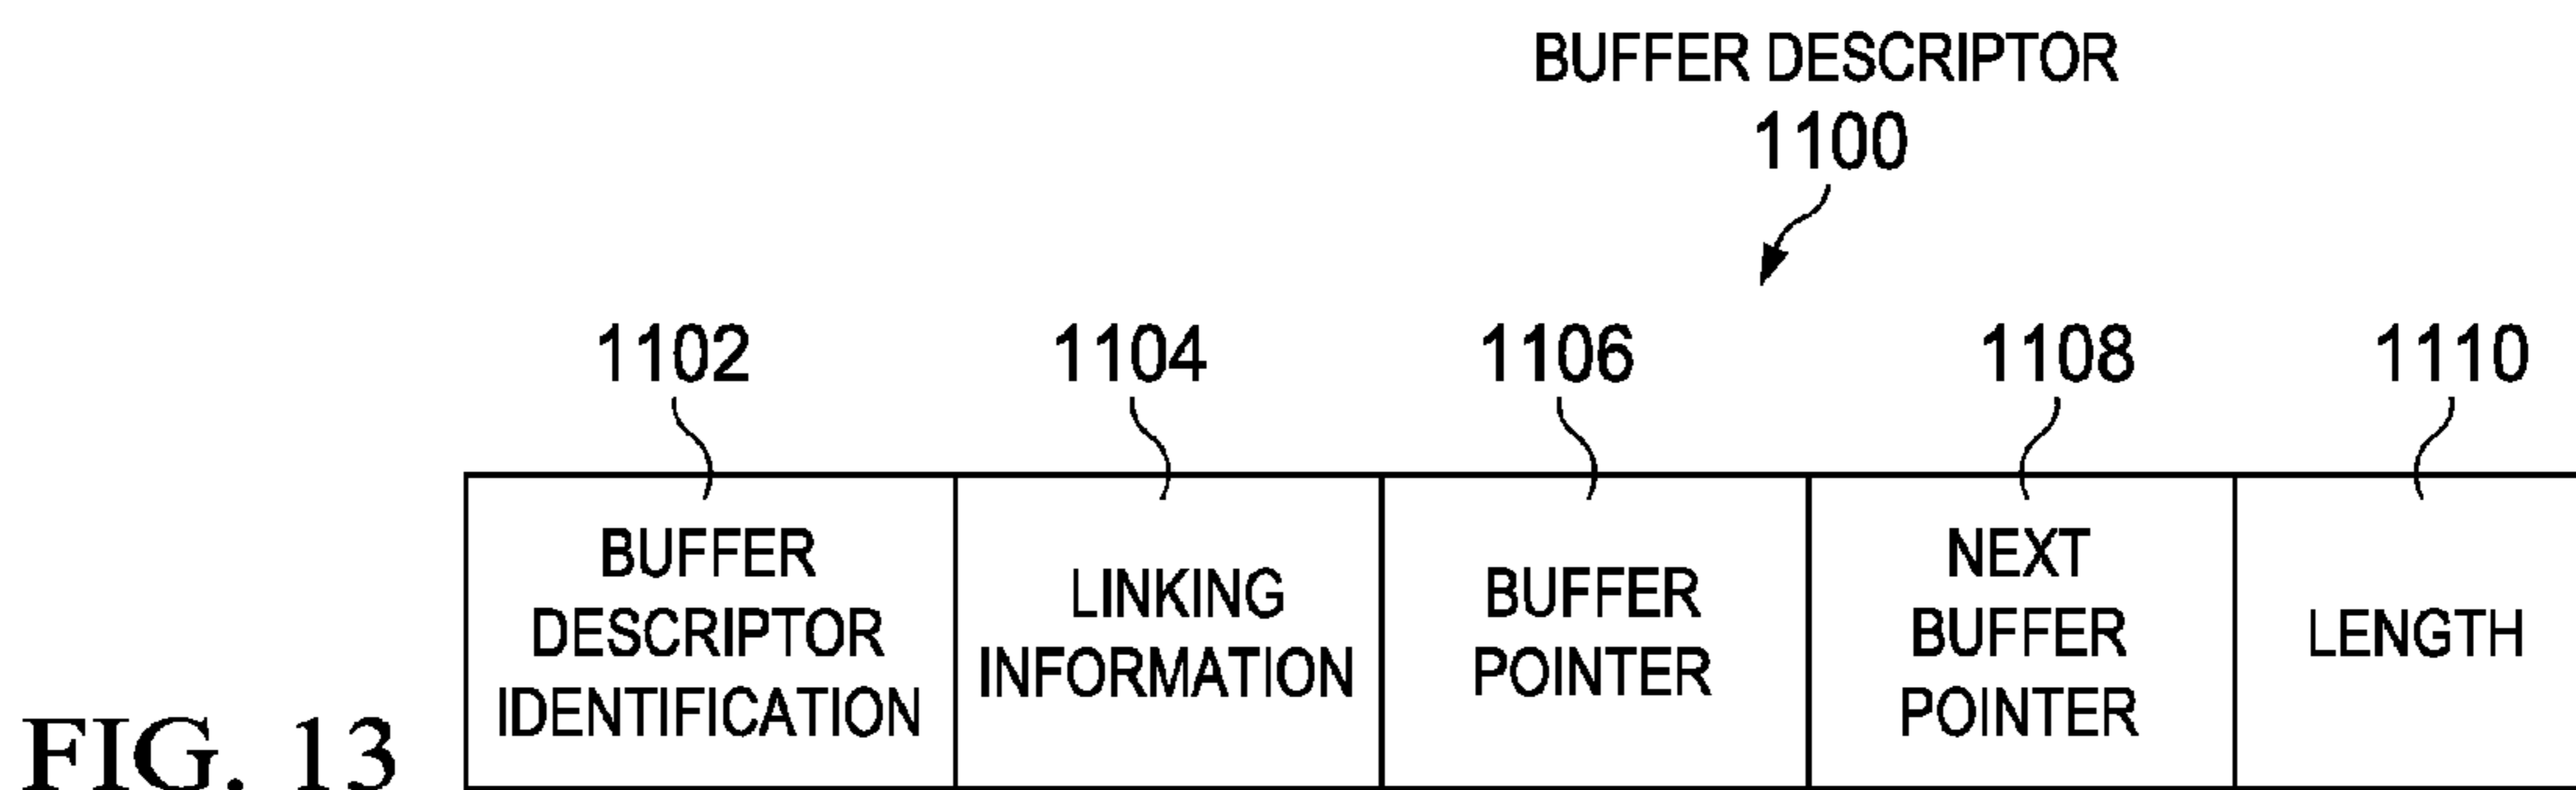 BUFFER DESCRIPTOR
1100
1102
1104
1106
1108
1110
BUFFER
DESCRIPTOR
IDENTIFICATION
LINKING
INFORMATION
BUFFER
POINTER
NEXT
BUFFER
POINTER
LENGTH
FIG. 13